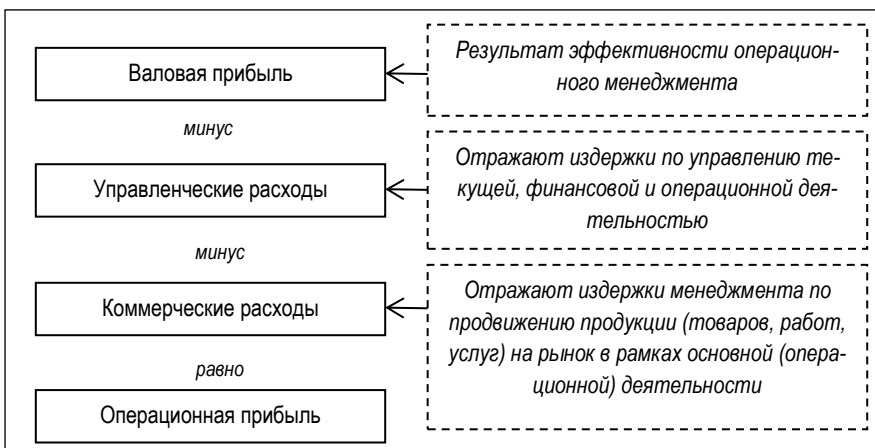 Валовая прибыль
Результат эффективности операцион-
ного менеджмента
минус
Управленческие расходы
Отражают издержки по управлению те-
кущей, финансовой и операционной дея-
тельностью
минус
Коммерческие расходы
Отражают издержки менеджмента по
продвижению продукции (товаров, работ,
услуг) на рынок в рамках основной (опера-
ционной) деятельности
равно
Операционная прибыль